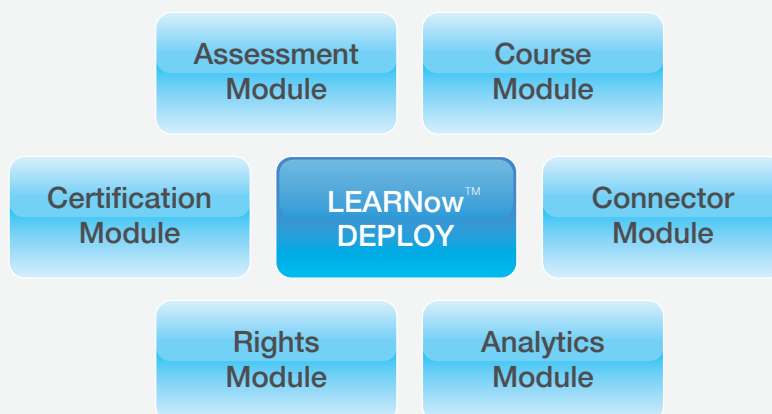 Assessment
Module
Course
Module
Certification
Module
LEARNow™
DEPLOY
Connector
Module
Rights
Module
Analytics
Module